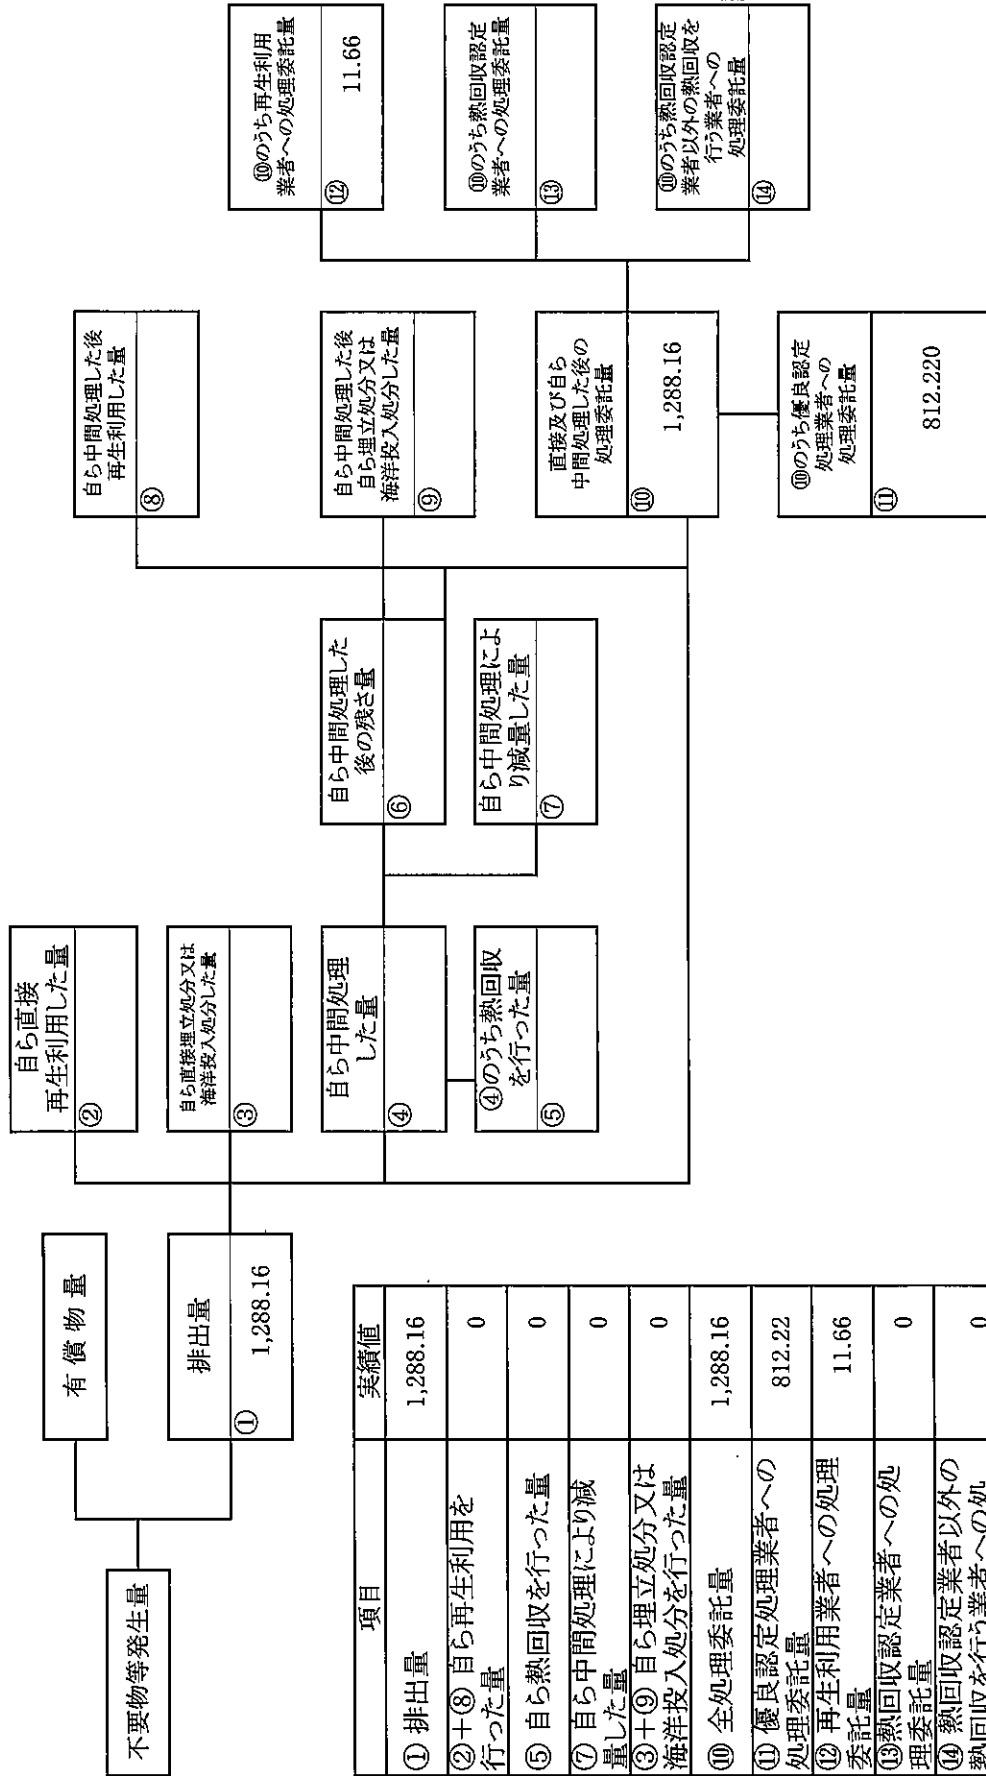 不要物等発生量
有償物量
排出量
①
1,288.16
自ら直接
再生利用した量
②
自ら直接埋立処分又は
海洋投入処分した量
③
自ら中間処理
した量
④
④のうち熱回収
を行った量
⑤
自ら中間処理した
後の残さ量
⑥
自ら中間処理によ
り減量した量
⑦
自ら中間処理した後
再生利用した量
⑧
自ら中間処理した後
自ら埋立処分又は
海洋投入処分した量
⑨
直接及び自ら
中間処理した後の
処理委託量
⑩
1,288.16
⑩のうち優良認定
処理業者への
処理委託量
⑪
812.220
⑩のうち再生利用
業者への処理委託量
⑫
11.66
⑩のうち熱回収認定
業者への処理委託量
⑬
⑩のうち熱回収認定
業者以外の熱回収を
行う業者への
処理委託量
⑭
項目 実績値
① 排出量 1,288.16
②+⑧ 自ら再生利用を
行った量 0
⑤ 自ら熱回収を行った量 0
⑦ 自ら中間処理により減
量した量 0
③+⑨ 自ら埋立処分又は
海洋投入処分を行った量 0
⑩ 全処理委託量 1,288.16
⑪ 優良認定処理業者への
処理委託量 812.22
⑫ 再生利用業者への処理
委託量 11.66
⑬熱回収認定業者への処
理委託量 0
⑭ 熱回収認定業者以外の
熱回収を行う業者への処 0